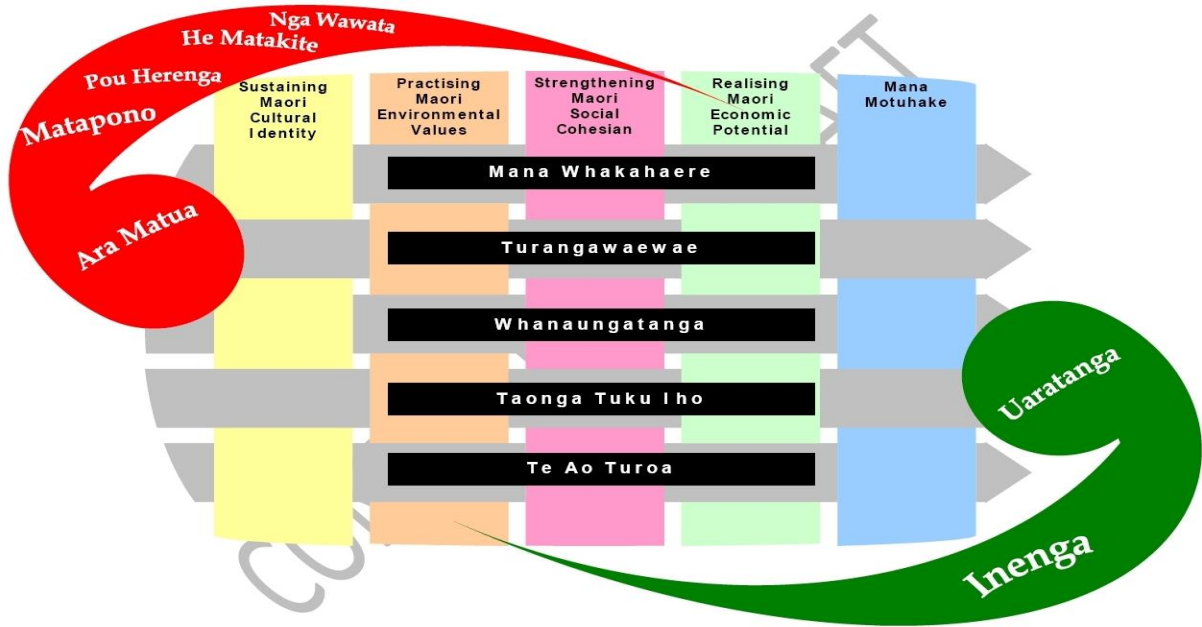 Nga Wawata
He Matakite
Pou Herenga
Matapono
Ara Matua
Sustaining
Maori
Cultural
Identity
Practising
Maori
Environmental
Values
Strengthening
Maori
Social
Cohesian
Realising
Maori
Economic
Potential
Mana
Motuhake
Mana Whakahaere
Turangawaewae
Whanaungatanga
Taonga Tuku Iho
Te Ao Turoa
Uaratanga
Inenga